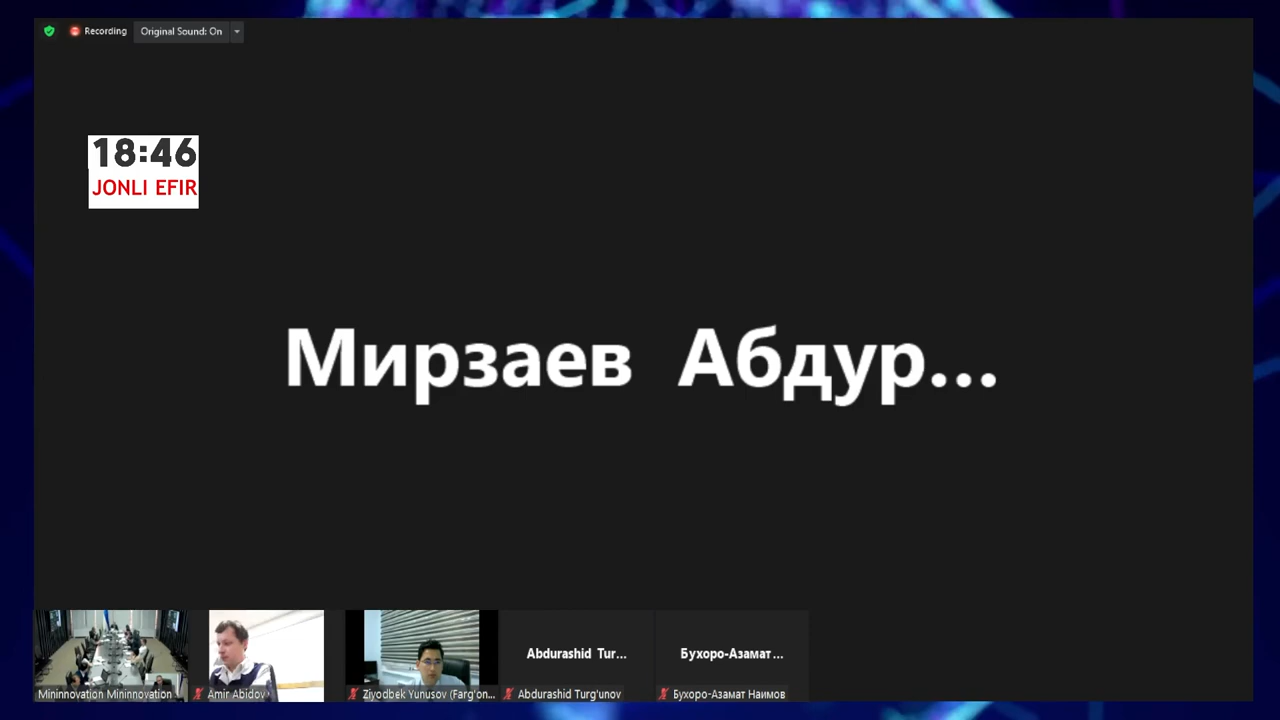 Recording
Original Sound: On
18:46
JONLI EFIR
Мирзаев Абдур...
Abdurashid Tur...
Бухоро-Азамат...
Mininnovation Mininnovation
Amir Abidov
Ziyodbek Yunusov (Farg'on...
Abdurashid Turg'unov
Бухоро-Азамат Наимов